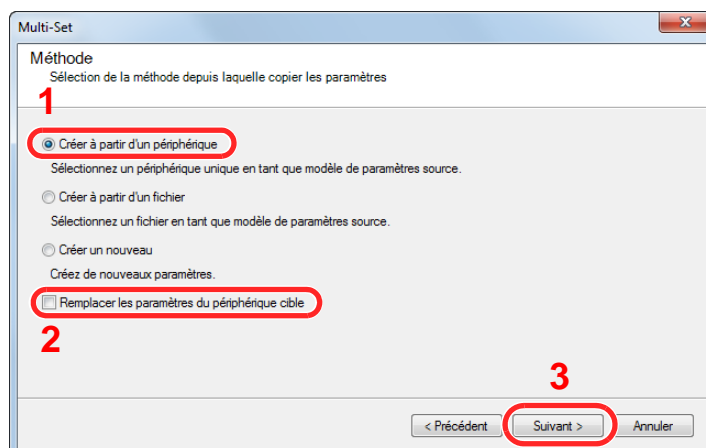 Multi-Set
Méthode
Sélection de la méthode depuis laquelle copier les paramètres
1
Créer à partir d'un périphérique
Sélectionnez un périphérique unique en tant que modèle de paramètres source.
Créer à partir d'un fichier
Sélectionnez un fichier en tant que modèle de paramètres source.
Créer un nouveau
Créez de nouveaux paramètres.
Remplacer les paramètres du périphérique cible
2
3
< Précédent Suivant > Annuler